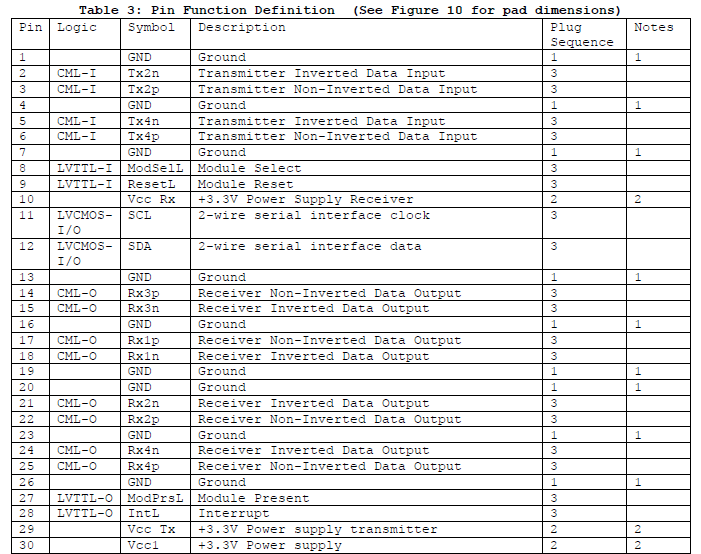 Table 3: Pin Function Definition (See Figure 10 for pad dimensions)
Pin Logic Symbol Description Plug Sequence Notes
1 GND Ground 1 1
2 CML-I Tx2n Transmitter Inverted Data Input 3
3 CML-I Tx2p Transmitter Non-Inverted Data Input 3
4 GND Ground 1 1
5 CML-I Tx4n Transmitter Inverted Data Input 3
6 CML-I Tx4p Transmitter Non-Inverted Data Input 3
7 GND Ground 1 1
8 LVTTL-I ModSelL Module Select 3
9 LVTTL-I ResetL Module Reset 3
10 Vcc Rx +3.3V Power Supply Receiver 2 2
11 LVCMOS-I/O SCL 2-wire serial interface clock 3
12 LVCMOS-I/O SDA 2-wire serial interface data 3
13 GND Ground 1 1
14 CML-O Rx3p Receiver Non-Inverted Data Output 3
15 CML-O Rx3n Receiver Inverted Data Output 3
16 GND Ground 1 1
17 CML-O Rx1p Receiver Non-Inverted Data Output 3
18 CML-O Rx1n Receiver Inverted Data Output 3
19 GND Ground 1 1
20 GND Ground 1 1
21 CML-O Rx2n Receiver Inverted Data Output 3
22 CML-O Rx2p Receiver Non-Inverted Data Output 3
23 GND Ground 1 1
24 CML-O Rx4n Receiver Inverted Data Output 3
25 CML-O Rx4p Receiver Non-Inverted Data Output 3
26 GND Ground 1 1
27 LVTTL-O ModPrsL Module Present 3
28 LVTTL-O IntL Interrupt 3
29 Vcc Tx +3.3V Power supply transmitter 2 2
30 Vcc1 +3.3V Power supply 2 2